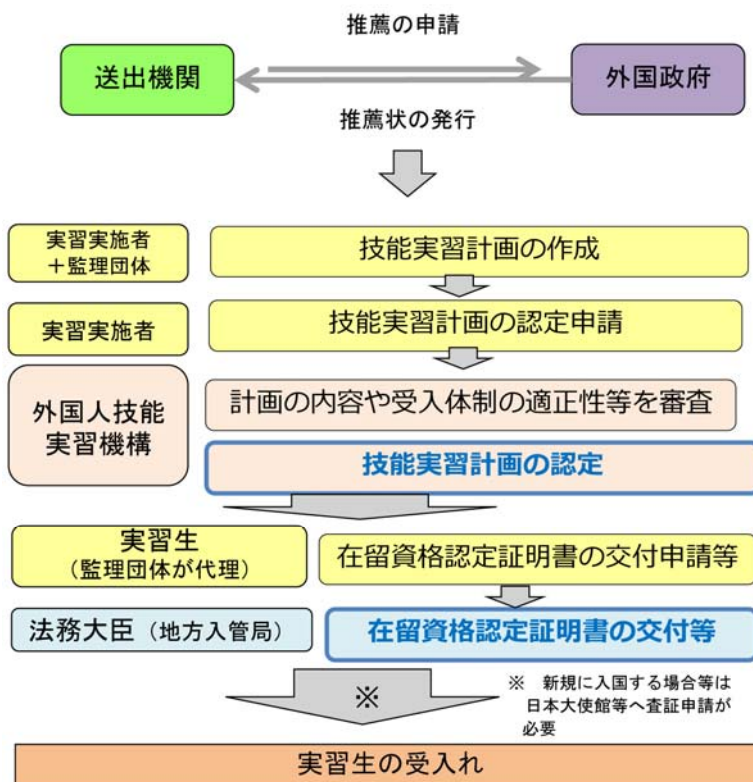 推薦の申請
送出機関
外国政府
推薦状の発行
実習実施者
＋監理団体
技能実習計画の作成
実習実施者
技能実習計画の認定申請
外国人技能
実習機構
計画の内容や受入体制の適正性等を審査
技能実習計画の認定
実習生
（監理団体が代理）
在留資格認定証明書の交付申請等
法務大臣（地方入管局）
在留資格認定証明書の交付等
※
※　新規に入国する場合等は
日本大使館等へ査証申請が
必要
実習生の受入れ